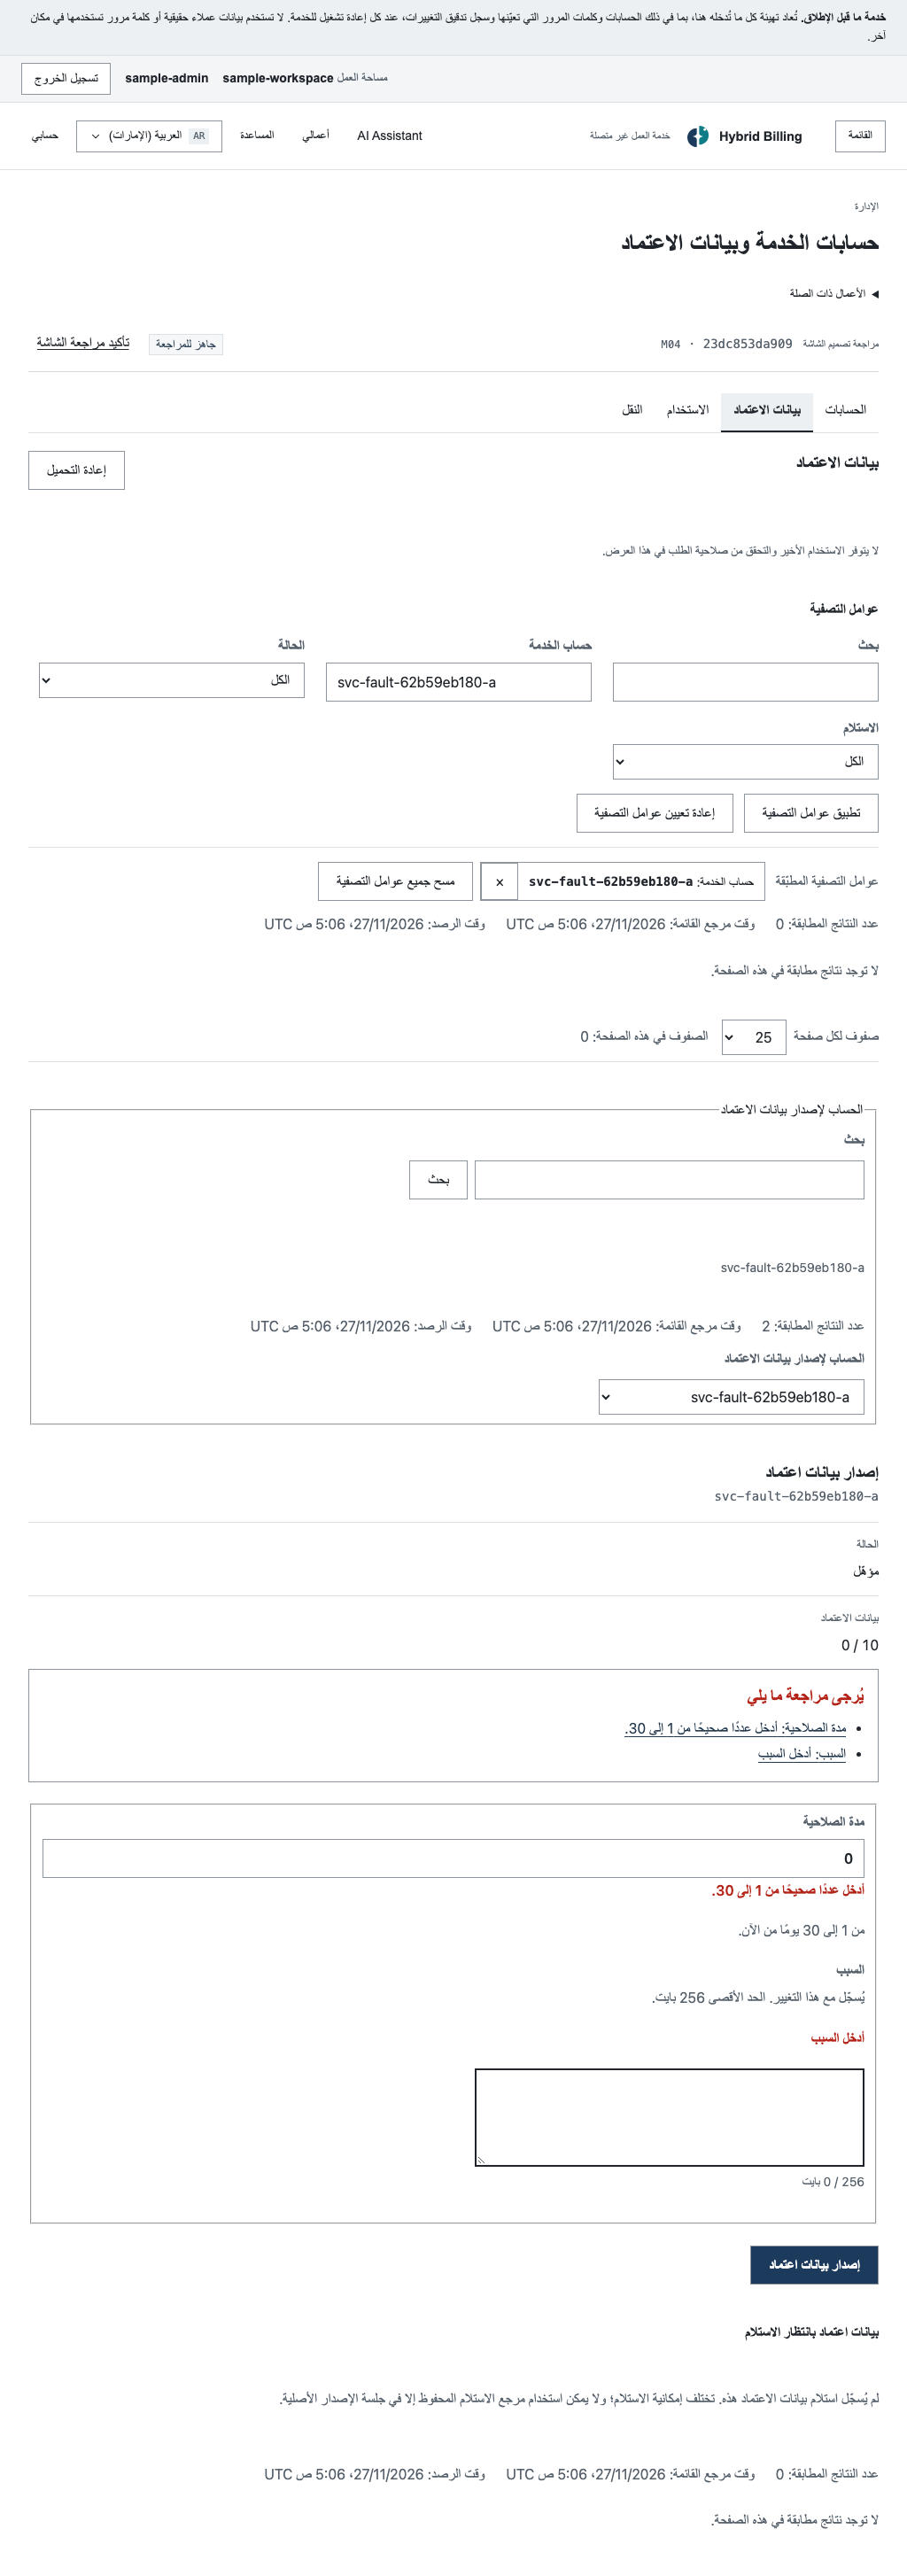 خدمة ما قبل الإطلاق. تُعاد تهيئة كل ما تُدخله هنا، بما في ذلك الحسابات وكلمات المرور التي تعيّنها وسجل تدقيق التغييرات، عند كل إعادة تشغيل للخدمة. لا تستخدم بيانات عملاء حقيقية أو كلمة مرور تستخدمها في مكان
آخر.
مساحة العمل sample-workspace sample-admin تسجيل الخروج
القائمة Hybrid Billing خدمة العمل غير متصلة AI Assistant أعمالي المساعدة AR العربية (الإمارات) حسابي
الإدارة
حسابات الخدمة وبيانات الاعتماد
الأعمال ذات الصلة
مراجعة تصميم الشاشة M04 · 23dc853da909 جاهز للمراجعة تأكيد مراجعة الشاشة
الحسابات بيانات الاعتماد الاستخدام النقل
بيانات الاعتماد إعادة التحميل
لا يتوفر الاستخدام الأخير والتحقق من صلاحية الطلب في هذا العرض.
عوامل التصفية
بحث حساب الخدمة الحالة
svc-fault-62b59eb180-a الكل
الاستلام
الكل
تطبيق عوامل التصفية إعادة تعيين عوامل التصفية
عوامل التصفية المطبّقة حساب الخدمة: svc-fault-62b59eb180-a × مسح جميع عوامل التصفية
عدد النتائج المطابقة: 0 وقت مرجع القائمة: 27/11/2026، 5:06 ص UTC وقت الرصد: 27/11/2026، 5:06 ص UTC
لا توجد نتائج مطابقة في هذه الصفحة.
صفوف لكل صفحة 25 الصفوف في هذه الصفحة: 0
الحساب لإصدار بيانات الاعتماد
بحث
بحث
svc-fault-62b59eb180-a
عدد النتائج المطابقة: 2 وقت مرجع القائمة: 27/11/2026، 5:06 ص UTC وقت الرصد: 27/11/2026، 5:06 ص UTC
الحساب لإصدار بيانات الاعتماد
svc-fault-62b59eb180-a
إصدار بيانات اعتماد
svc-fault-62b59eb180-a
الحالة
مؤهّل
بيانات الاعتماد
0 / 10
يُرجى مراجعة ما يلي
• مدة الصلاحية: أدخل عددًا صحيحًا من 1 إلى 30.
• السبب: أدخل السبب
مدة الصلاحية
0
أدخل عددًا صحيحًا من 1 إلى 30.
من 1 إلى 30 يومًا من الآن.
السبب
يُسجّل مع هذا التغيير. الحد الأقصى 256 بايت.
أدخل السبب
256 / 0 بايت
إصدار بيانات اعتماد
بيانات اعتماد بانتظار الاستلام
لم يُسجّل استلام بيانات الاعتماد هذه. تختلف إمكانية الاستلام؛ ولا يمكن استخدام مرجع الاستلام المحفوظ إلا في جلسة الإصدار الأصلية.
عدد النتائج المطابقة: 0 وقت مرجع القائمة: 27/11/2026، 5:06 ص UTC وقت الرصد: 27/11/2026، 5:06 ص UTC
لا توجد نتائج مطابقة في هذه الصفحة.